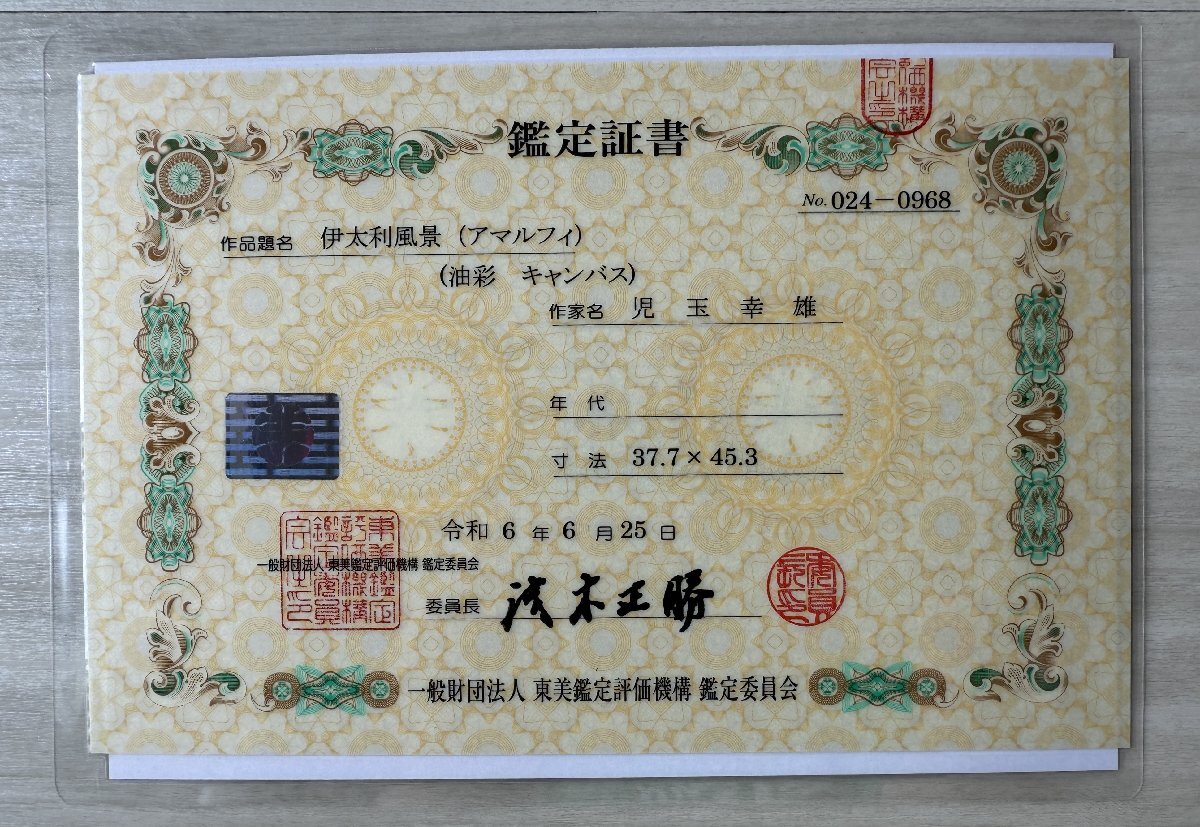 鑑定証書
No. 024－0968
作品題名 伊太利風景（アマルフィ）
（油彩　キャンバス）
作家名 児玉幸雄
年代
寸法 37.7 × 45.3
令和 6 年 6 月 25 日
一般財団法人 東美鑑定評価機構 鑑定委員会
委員長 木正勝
一般財団法人 東美鑑定評価機構 鑑定委員会